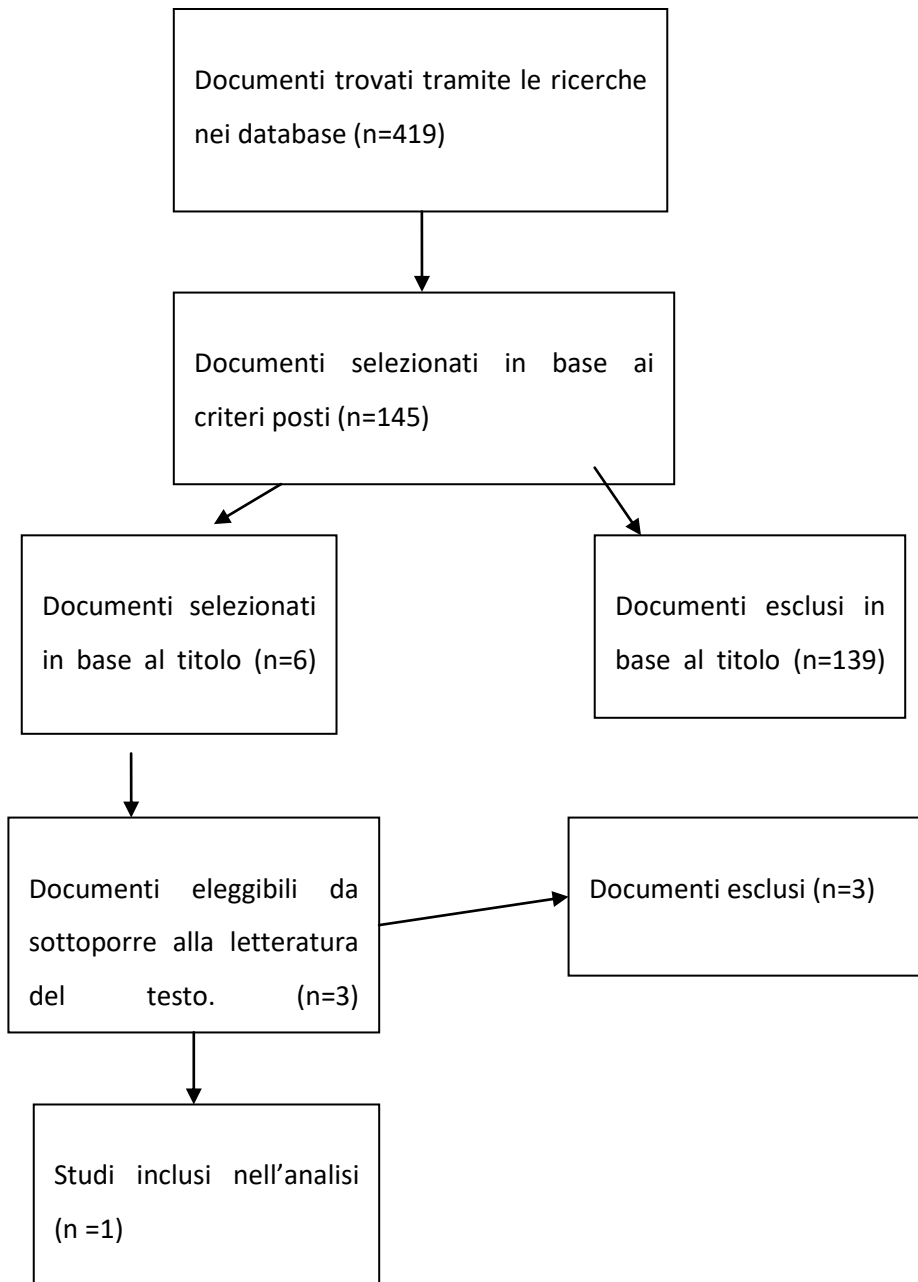 Documenti trovati tramite le ricerche
nei database (n=419)
Documenti selezionati in base ai
criteri posti (n=145)
Documenti selezionati
in base al titolo (n=6)
Documenti esclusi in
base al titolo (n=139)
Documenti eleggibili da
sottoporre alla letteratura
del testo. (n=3)
Documenti esclusi (n=3)
Studi inclusi nell’analisi
(n =1)